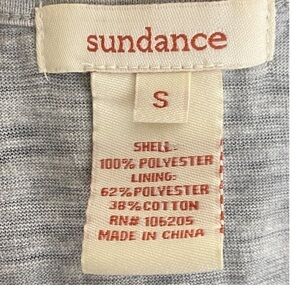 sundance
S
SHELL:
100% POLYESTER
LINING:
62% POLYESTER
38% COTTON
RN# 106205
MADE IN CHINA